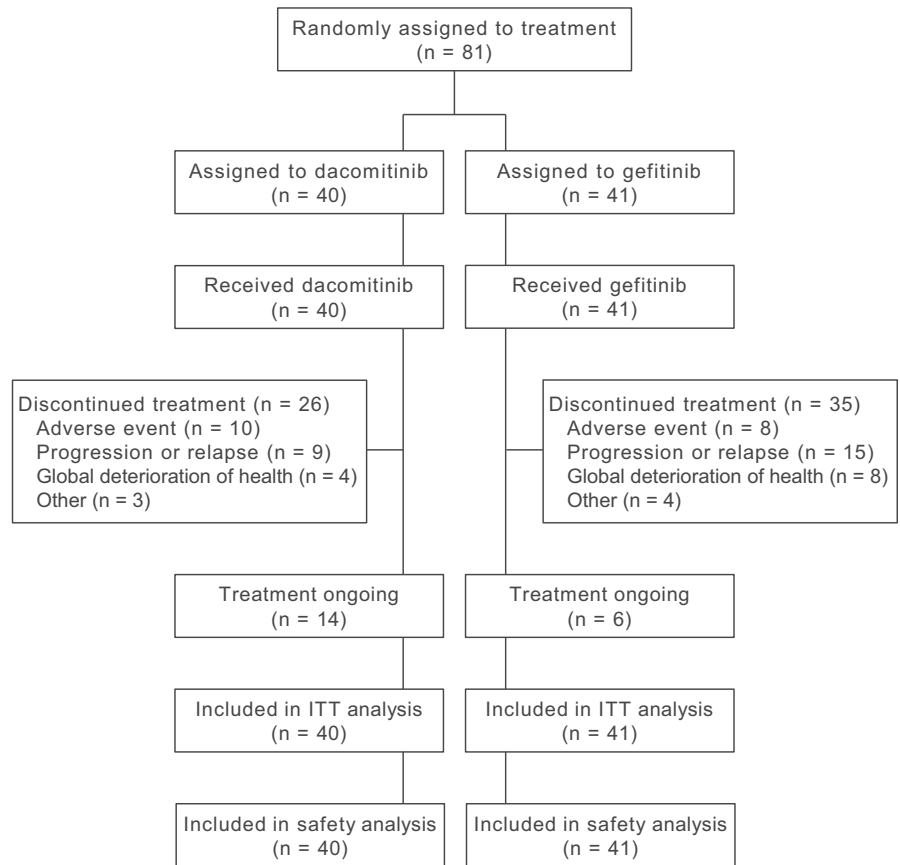 Randomly assigned to treatment
(n = 81)
Assigned to dacomitinib
(n = 40)
Assigned to gefitinib
(n = 41)
Received dacomitinib
(n = 40)
Received gefitinib
(n = 41)
Discontinued treatment (n = 26)
Adverse event (n = 10)
Progression or relapse (n = 9)
Global deterioration of health (n = 4)
Other (n = 3)
Discontinued treatment (n = 35)
Adverse event (n = 8)
Progression or relapse (n = 15)
Global deterioration of health (n = 8)
Other (n = 4)
Treatment ongoing
(n = 14)
Treatment ongoing
(n = 6)
Included in ITT analysis
(n = 40)
Included in ITT analysis
(n = 41)
Included in safety analysis
(n = 40)
Included in safety analysis
(n = 41)